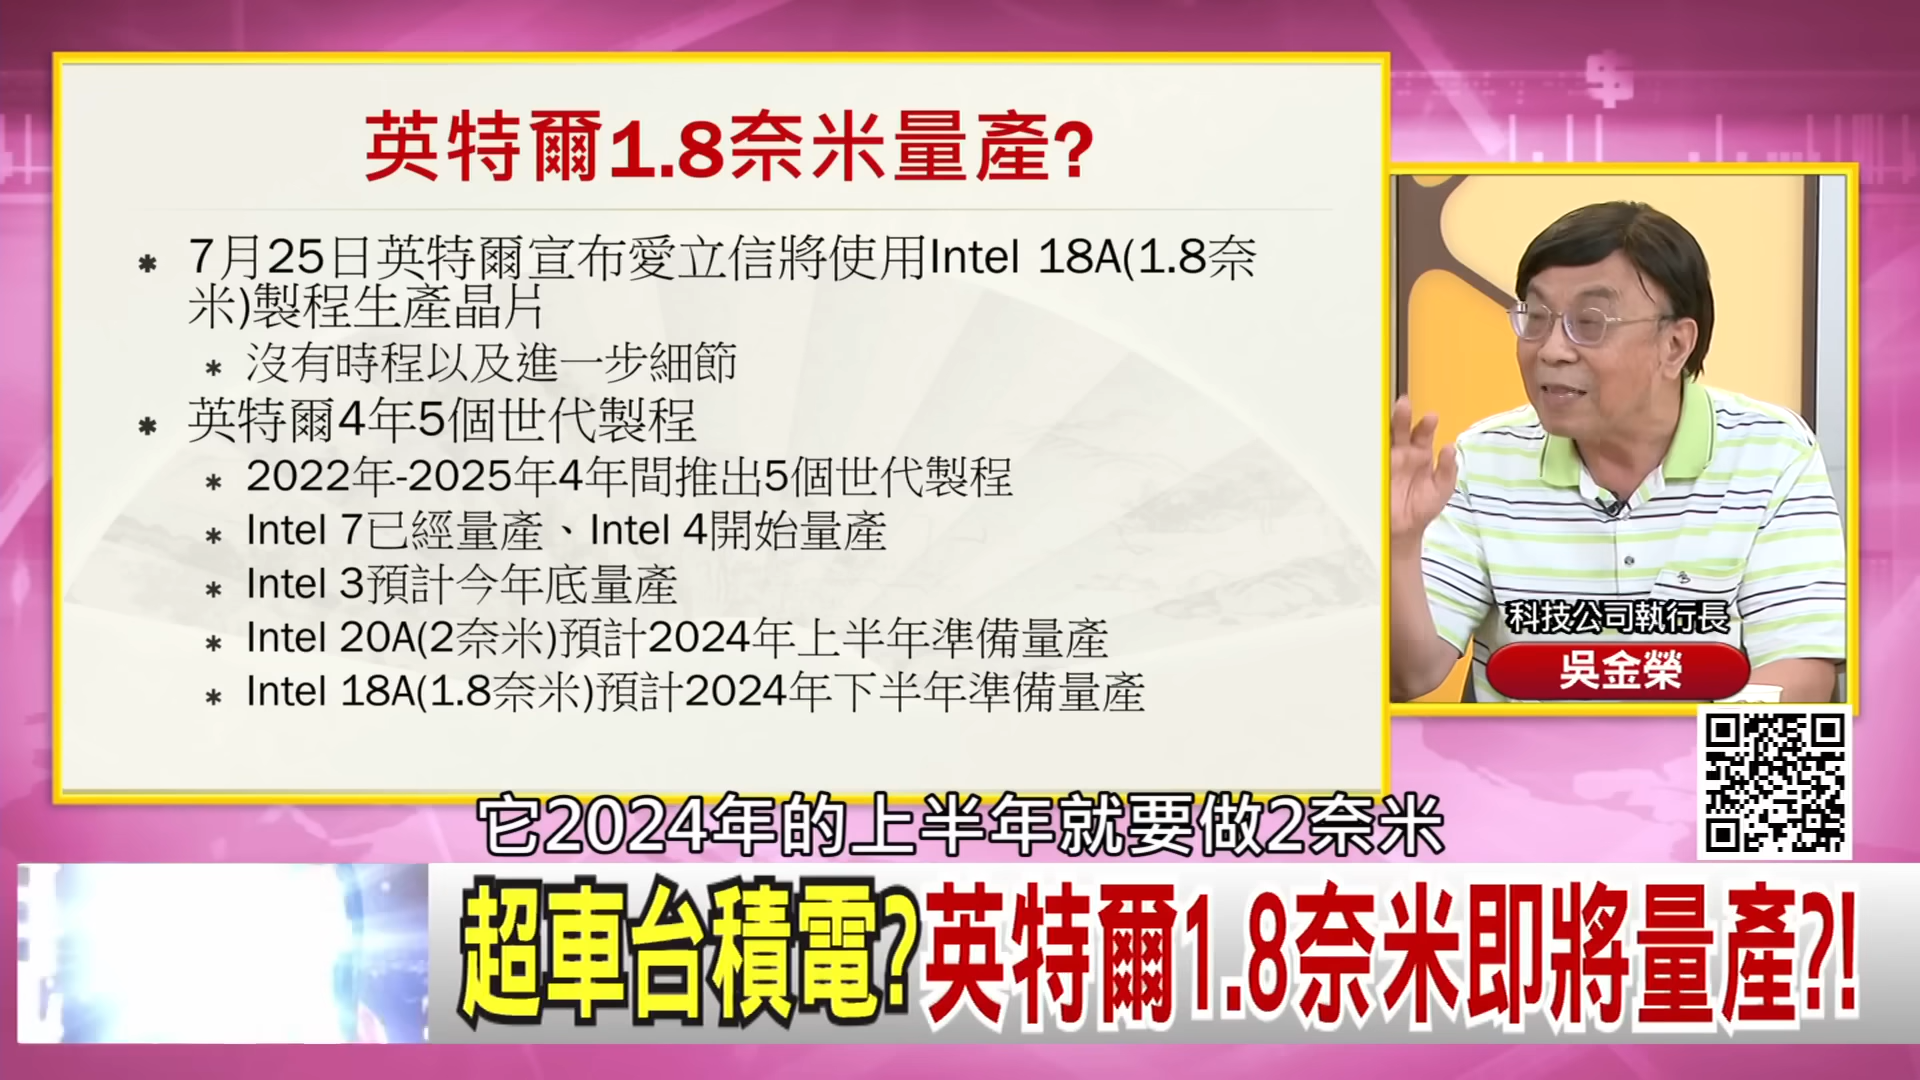 英特爾1.8奈米量產?
* 7月25日英特爾宣布愛立信將使用Intel 18A(1.8奈
米)製程生產晶片
* 沒有時程以及進一步細節
* 英特爾4年5個世代製程
* 2022年-2025年4年間推出5個世代製程
* Intel 7已經量產、Intel 4開始量產
* Intel 3預計今年底量產
* Intel 20A(2奈米)預計2024年上半年準備量產
* Intel 18A(1.8奈米)預計2024年下半年準備量產
科技公司執行長
吳金榮
它2024年的上半年就要做2奈米
超車台積電?英特爾1.8奈米即將量產?!